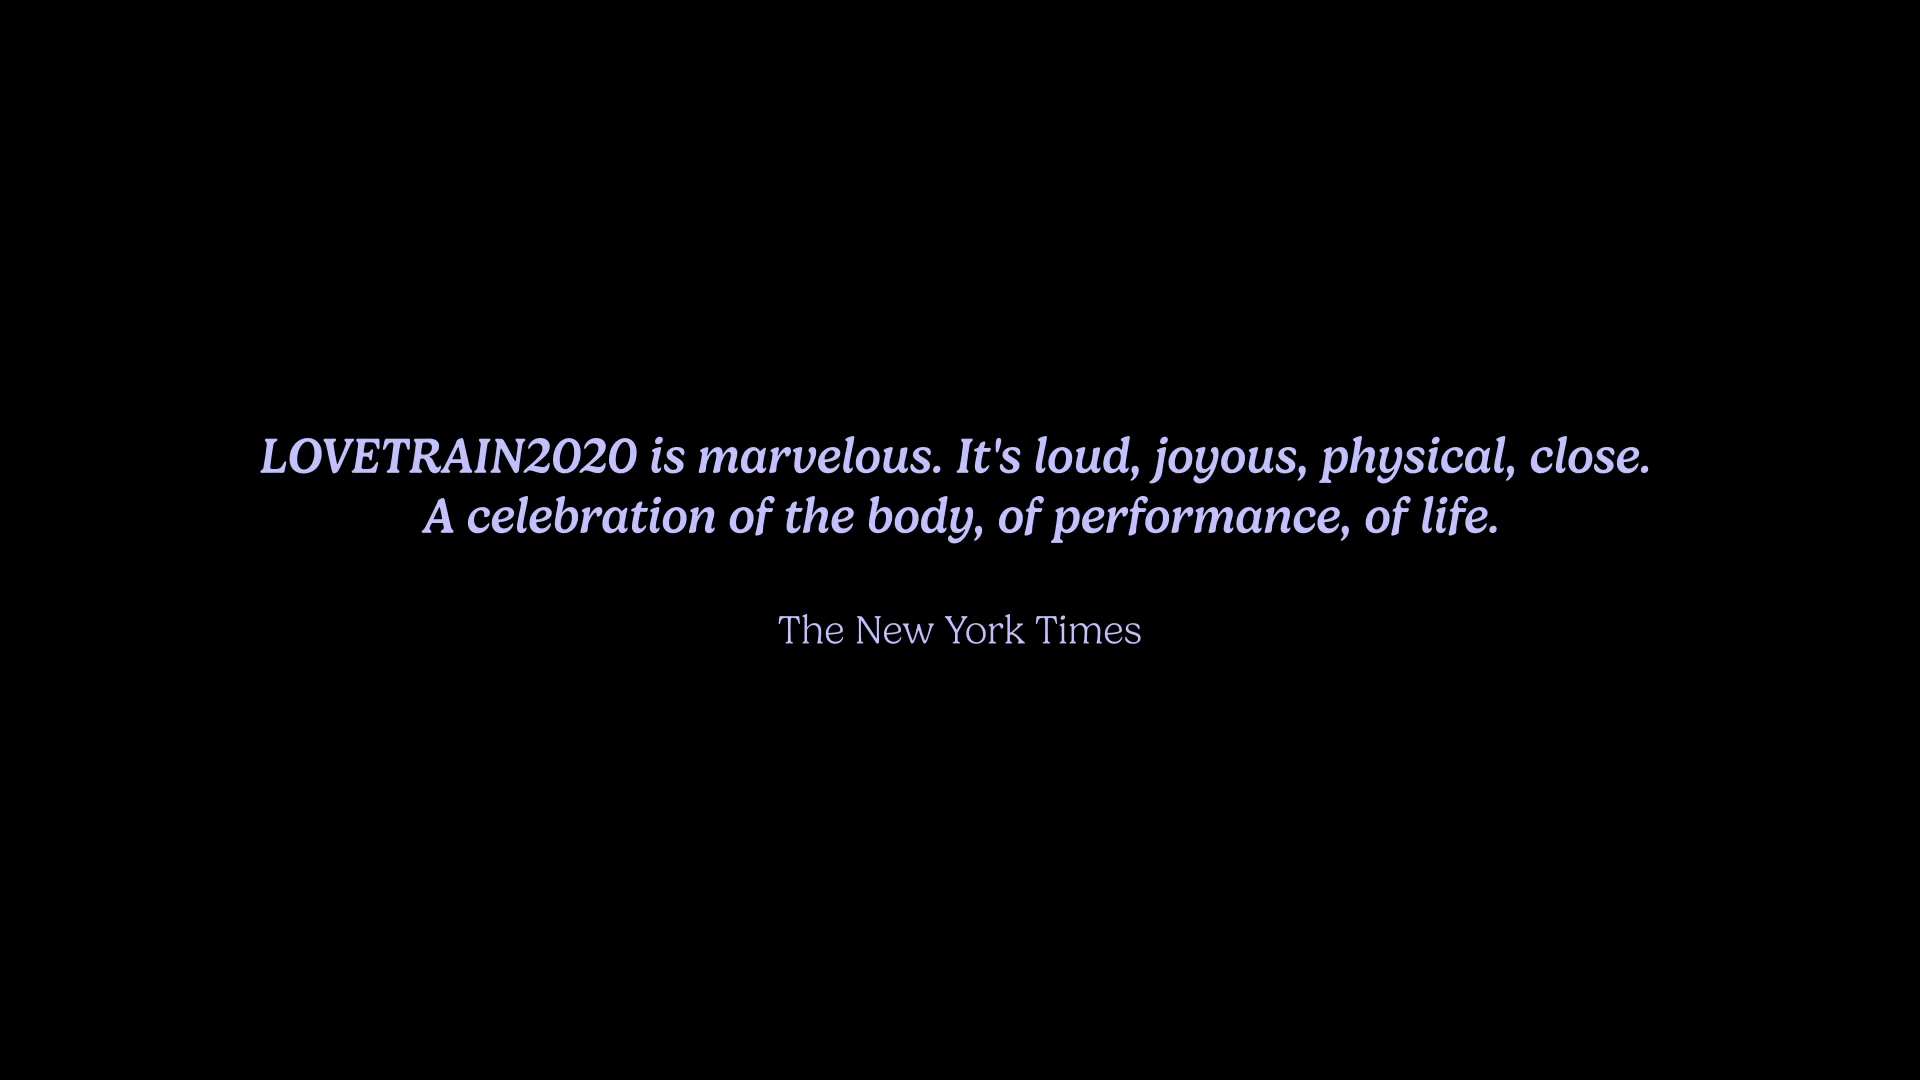 LOVETRAIN2020 is marvelous. It's loud, joyous, physical, close.
A celebration of the body, of performance, of life.
The New York Times